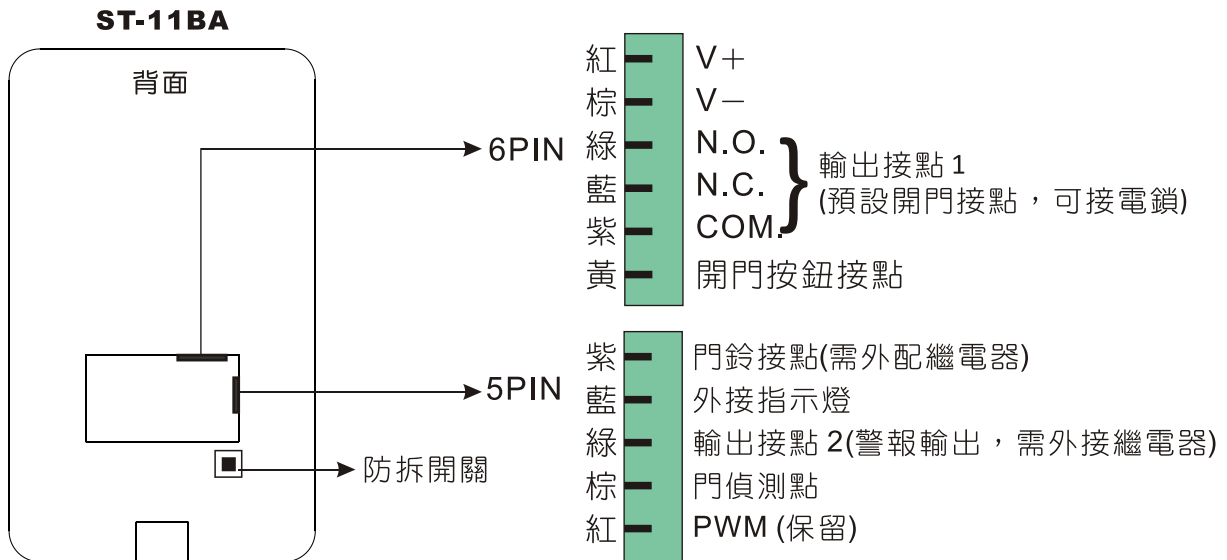 ST-11BA
背面
6PIN
紅 V+
棕 V−
綠 N.O.
藍 N.C.
紫 COM.
黃 開門按鈕接點
輸出接點 1
(預設開門接點，可接電鎖)
5PIN
紫 門鈴接點(需外配繼電器)
藍 外接指示燈
綠 輸出接點 2(警報輸出，需外接繼電器)
棕 門偵測點
紅 PWM (保留)
防拆開關